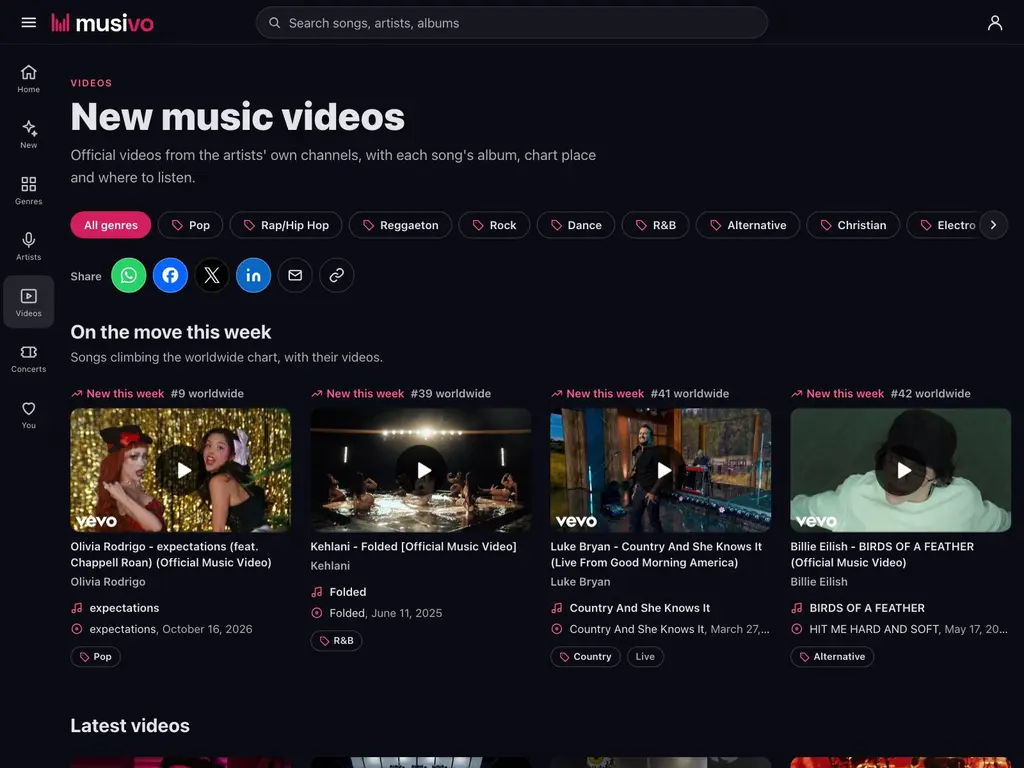 musivo
Search songs, artists, albums
Home
New
Genres
Artists
Videos
Concerts
You
VIDEOS
New music videos
Official videos from the artists' own channels, with each song's album, chart place
and where to listen.
All genres
Pop
Rap/Hip Hop
Reggaeton
Rock
Dance
R&B
Alternative
Christian
Electro
Share
On the move this week
Songs climbing the worldwide chart, with their videos.
New this week #9 worldwide
vevo
Olivia Rodrigo - expectations (feat.
Chappell Roan) (Official Music Video)
Olivia Rodrigo
expectations
expectations, October 16, 2026
Pop
New this week #39 worldwide
Kehlani - Folded [Official Music Video]
Kehlani
Folded
Folded, June 11, 2025
R&B
New this week #41 worldwide
vevo
Luke Bryan - Country And She Knows It
(Live From Good Morning America)
Luke Bryan
Country And She Knows It
Country And She Knows It, March 27,...
Country
Live
New this week #42 worldwide
vevo
Billie Eilish - BIRDS OF A FEATHER
(Official Music Video)
Billie Eilish
BIRDS OF A FEATHER
HIT ME HARD AND SOFT, May 17, 20...
Alternative
Latest videos